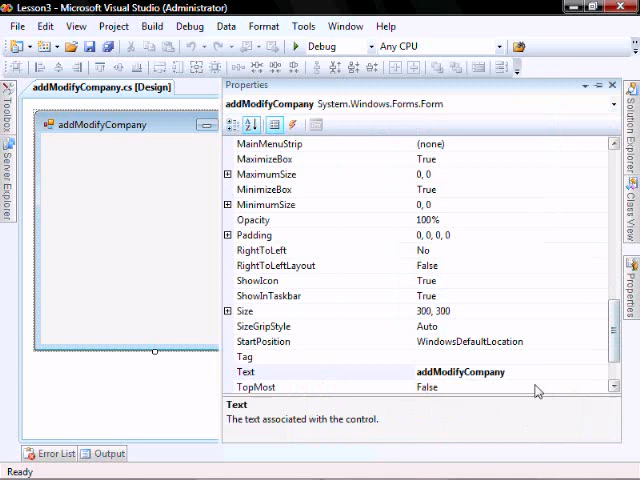 Lesson3 - Microsoft Visual Studio (Administrator)
File Edit View Project Build Debug Data Format Tools Window Help
Debug Any CPU
addModifyCompany.cs [Design]
Properties
addModifyCompany System.Windows.Forms.Form
addModifyCompany
MainMenuStrip (none)
MaximizeBox True
MaximumSize 0, 0
MinimizeBox True
MinimumSize 0, 0
Opacity 100%
Padding 0, 0, 0, 0
RightToLeft No
RightToLeftLayout False
ShowIcon True
ShowInTaskbar True
Size 300, 300
SizeGripStyle Auto
StartPosition WindowsDefaultLocation
Tag
Text addModifyCompany
TopMost False
Text
The text associated with the control.
Toolbox
Server Explorer
Solution Explorer
Class View
Properties
Error List Output
Ready